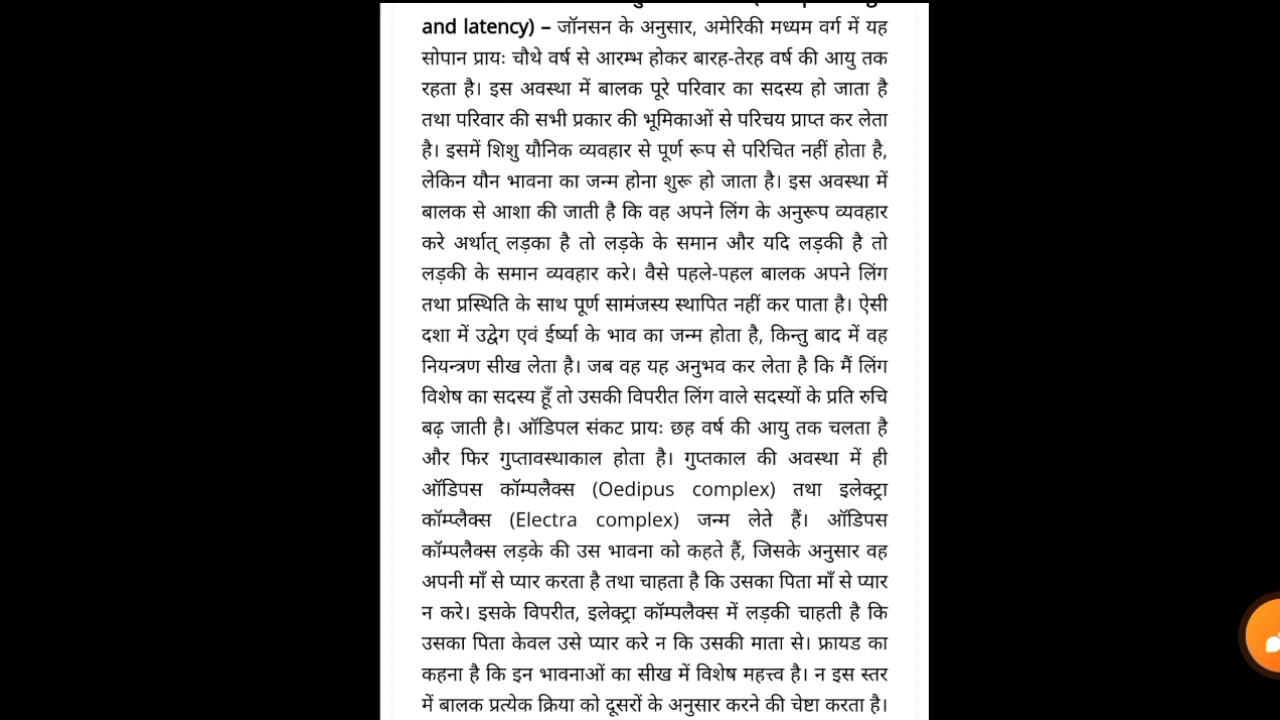 and latency) – जॉनसन के अनुसार, अमेरिकी मध्यम वर्ग में यह
सोपान प्रायः चौथे वर्ष से आरम्भ होकर बारह-तेरह वर्ष की आयु तक
रहता है। इस अवस्था में बालक पूरे परिवार का सदस्य हो जाता है
तथा परिवार की सभी प्रकार की भूमिकाओं से परिचय प्राप्त कर लेता
है। इसमें शिशु यौनिक व्यवहार से पूर्ण रूप से परिचित नहीं होता है,
लेकिन यौन भावना का जन्म होना शुरू हो जाता है। इस अवस्था में
बालक से आशा की जाती है कि वह अपने लिंग के अनुरूप व्यवहार
करे अर्थात् लड़का है तो लड़के के समान और यदि लड़की है तो
लड़की के समान व्यवहार करे। वैसे पहले-पहल बालक अपने लिंग
तथा प्रस्थिति के साथ पूर्ण सामंजस्य स्थापित नहीं कर पाता है। ऐसी
दशा में उद्वेग एवं ईर्ष्या के भाव का जन्म होता है, किन्तु बाद में वह
नियन्त्रण सीख लेता है। जब वह यह अनुभव कर लेता है कि मैं लिंग
विशेष का सदस्य हूँ तो उसकी विपरीत लिंग वाले सदस्यों के प्रति रुचि
बढ़ जाती है। ऑडिपल संकट प्रायः छह वर्ष की आयु तक चलता है
और फिर गुप्तावस्थाकाल होता है। गुप्तकाल की अवस्था में ही
ऑडिपस कॉम्पलैक्स (Oedipus complex) तथा इलेक्ट्रा
कॉम्प्लैक्स (Electra complex) जन्म लेते हैं। ऑडिपस
कॉम्पलैक्स लड़के की उस भावना को कहते हैं, जिसके अनुसार वह
अपनी माँ से प्यार करता है तथा चाहता है कि उसका पिता माँ से प्यार
न करे। इसके विपरीत, इलेक्ट्रा कॉम्पलैक्स में लड़की चाहती है कि
उसका पिता केवल उसे प्यार करे न कि उसकी माता से। फ्रायड का
कहना है कि इन भावनाओं का सीख में विशेष महत्त्व है। न इस स्तर
में बालक प्रत्येक क्रिया को दूसरों के अनुसार करने की चेष्टा करता है।